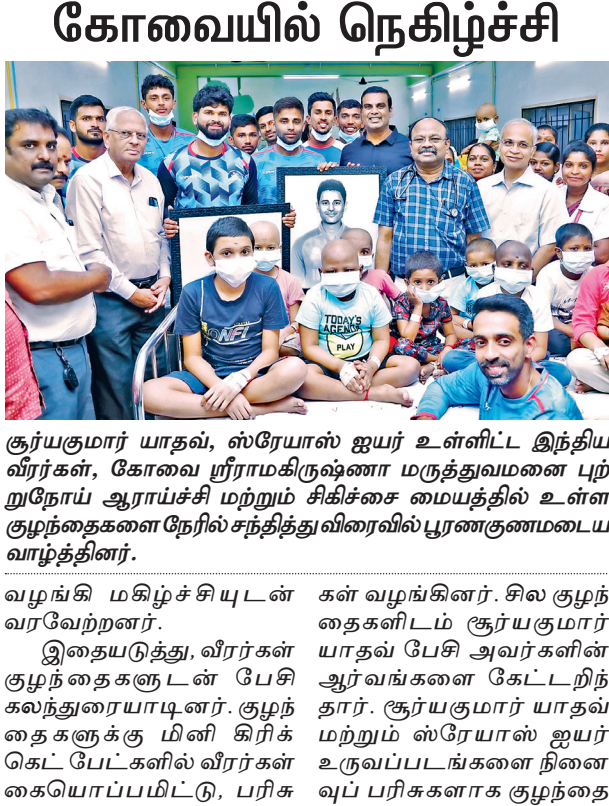 கோவையில் நெகிழ்ச்சி
TODAY'S
AGENDA
PLAY
சூர்யகுமார் யாதவ், ஸ்ரேயாஸ் ஐயர் உள்ளிட்ட இந்திய
வீரர்கள், கோவை ஸ்ரீராமகிருஷ்ணா மருத்துவமனை புற்
றுநோய் ஆராய்ச்சி மற்றும் சிகிச்சை மையத்தில் உள்ள
குழந்தைகளை நேரில் சந்தித்து விரைவில் பூரணகுணமடைய
வாழ்த்தினர்.
வழங்கி மகிழ்ச்சியுடன்
வரவேற்றனர்.
இதையடுத்து, வீரர்கள்
குழந்தைகளுடன் பேசி
கலந்துரையாடினர். குழந்
தைகளுக்கு மினி கிரிக்
கெட் பேட்களில் வீரர்கள்
கையொப்பமிட்டு, பரிசு
கள் வழங்கினர். சில குழந்
தைகளிடம் சூர்யகுமார்
யாதவ் பேசி அவர்களின்
ஆர்வங்களை கேட்டறிந்
தார். சூர்யகுமார் யாதவ்
மற்றும் ஸ்ரேயாஸ் ஐயர்
உருவப்படங்களை நினை
வுப் பரிசுகளாக குழந்தை